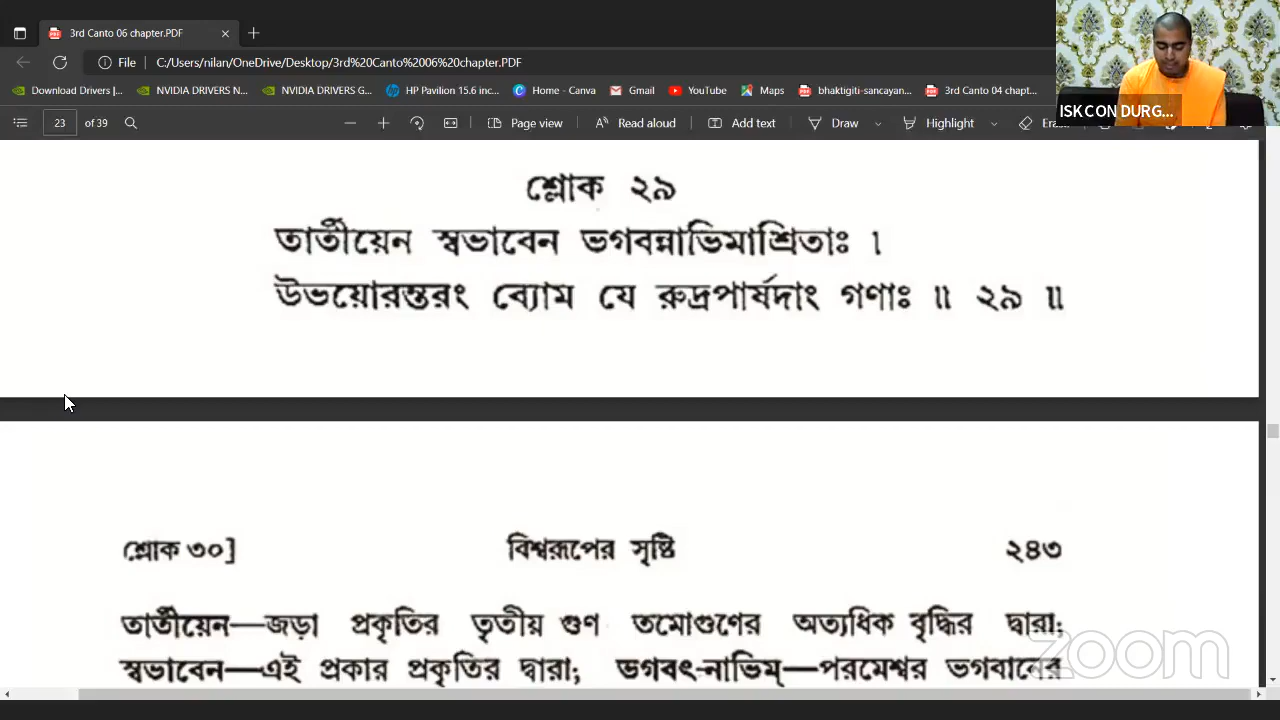 3rd Canto 06 chapter.PDF
File C:/Users/nilan/OneDrive/Desktop/3rd%20Canto%2006%20chapter.PDF
Download Drivers |... NVIDIA DRIVERS N... NVIDIA DRIVERS G... HP Pavilion 15.6 inc... Home - Canva Gmail YouTube Maps bhaktigiti-sancayan... 3rd Canto 04 chapt...
ISKCON DURG...
23 of 39 Page view Read aloud Add text Draw Highlight
শ্লোক ২৯
তার্তীয়েন স্বভাবেন ভগবন্নাভিমাশ্রিতাঃ ।
উভয়োরন্তরং ব্যোম যে রুদ্রপার্ষদাং গণাঃ ॥ ২৯ ॥
শ্লোক ৩০] বিশ্বরূপের সৃষ্টি ২৪৩
তার্তীয়েন—জড়া প্রকৃতির তৃতীয় গুণ তমোগুণের অত্যধিক বৃদ্ধির দ্বারা;
স্বভাবেন—এই প্রকার প্রকৃতির দ্বারা; ভগবৎ-নাভিম্—পরমেশ্বর ভগবানের
zoom